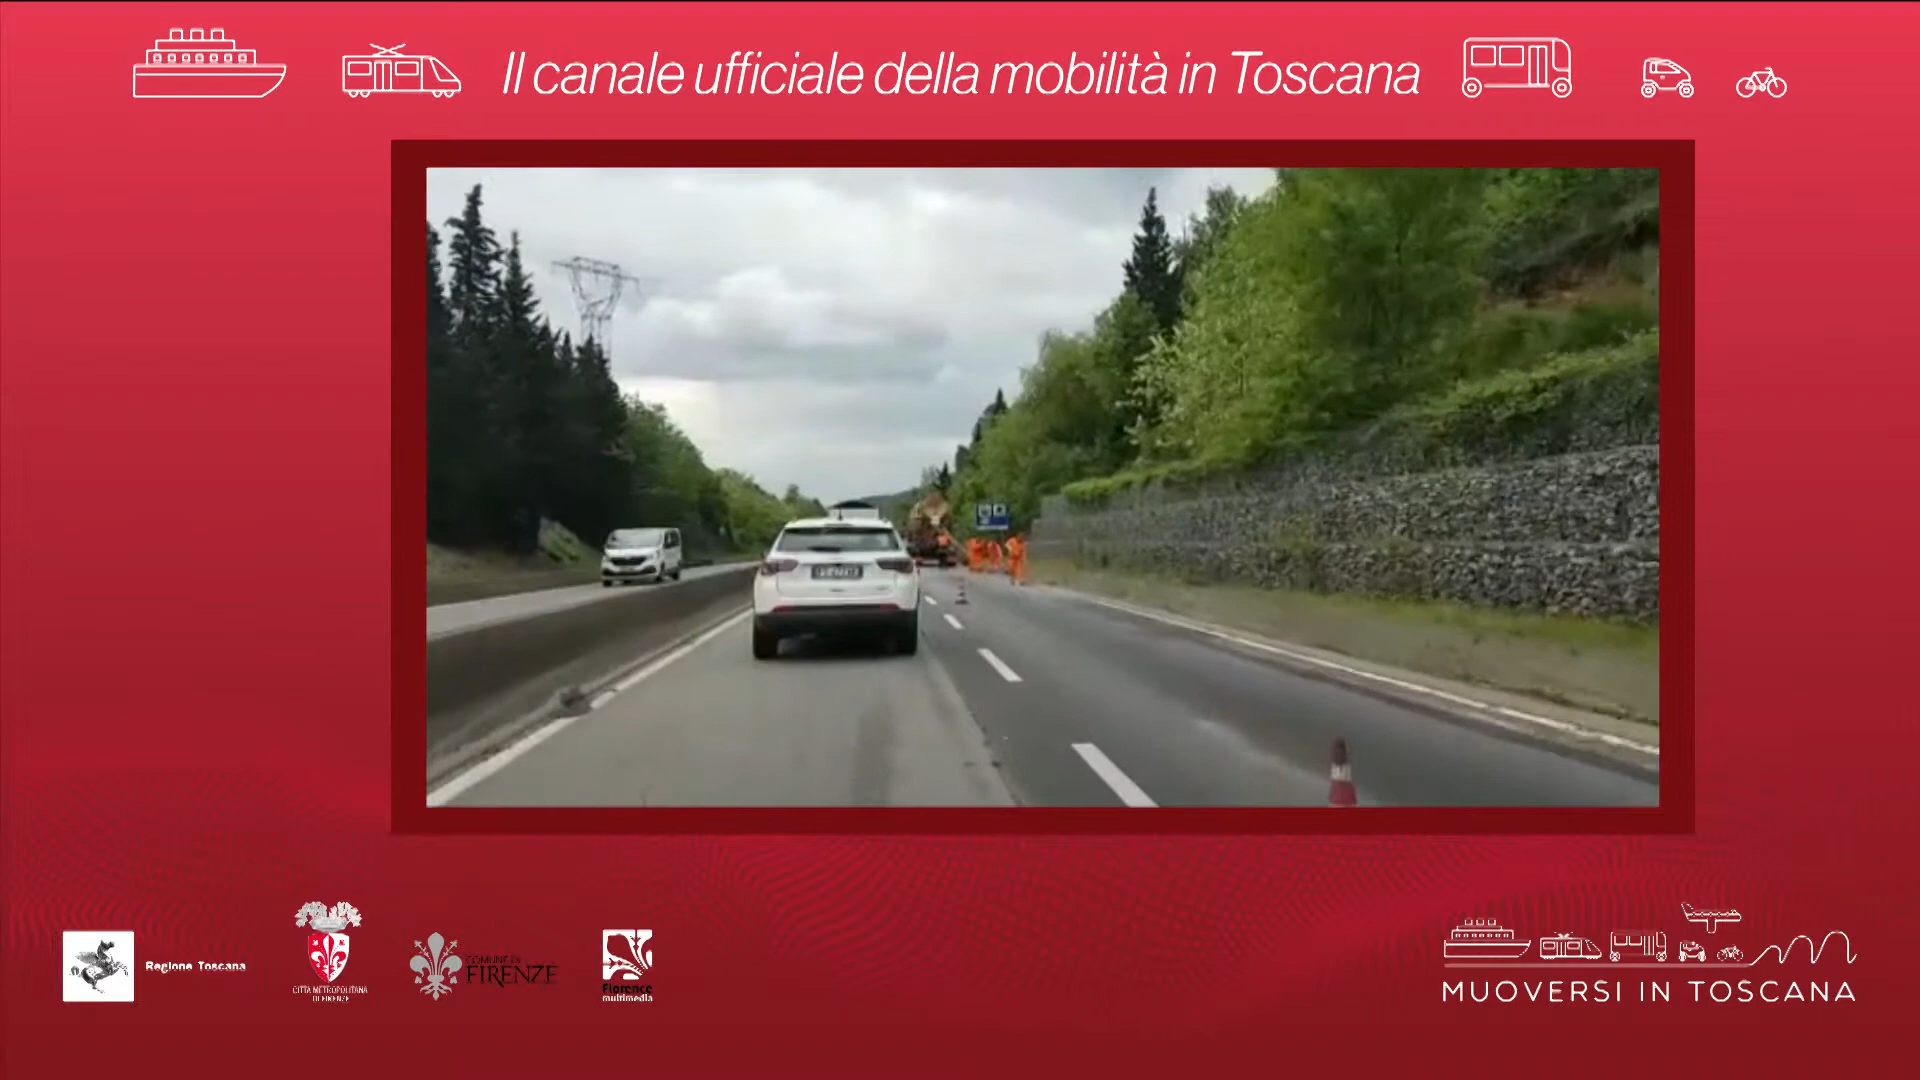 Il canale ufficiale della mobilità in Toscana
Regione Toscana
CITTÀ METROPOLITANA
DI FIRENZE
COMUNE DI
FIRENZE
Florence
multimedia
MUOVERSI IN TOSCANA